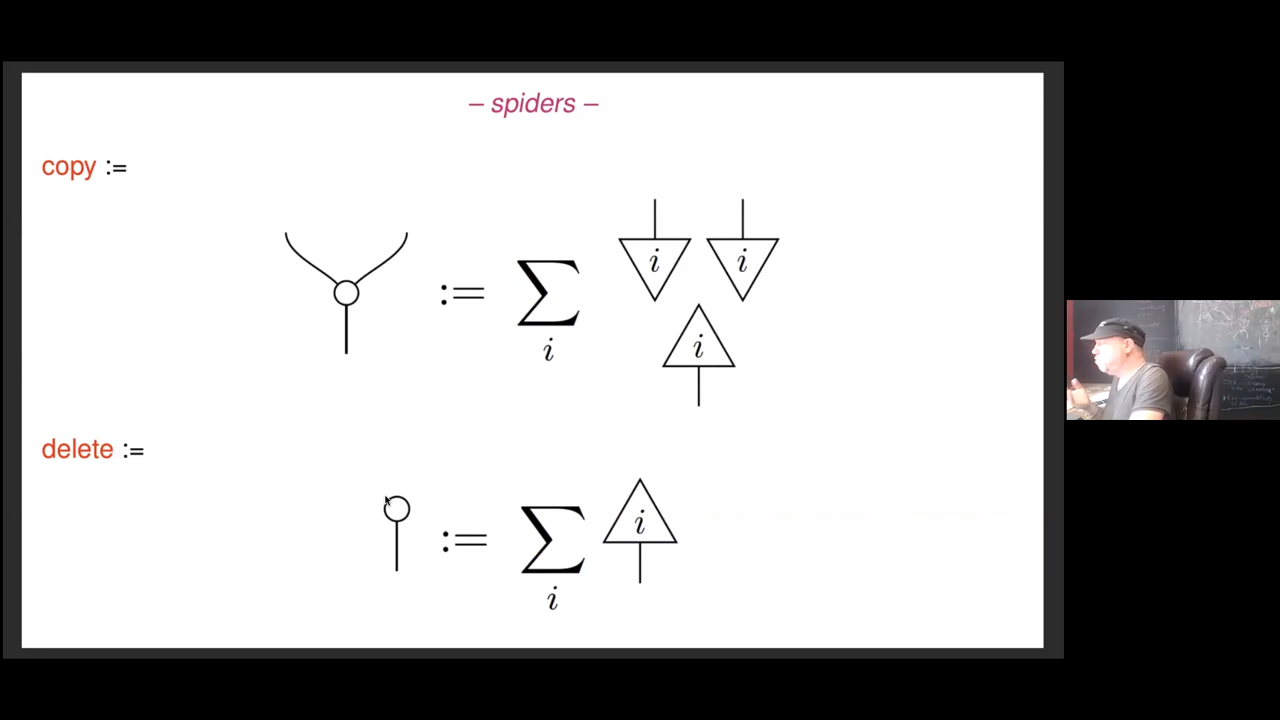 – spiders –
copy :=
i i
:= ∑
i i
delete :=
:= ∑ i
i